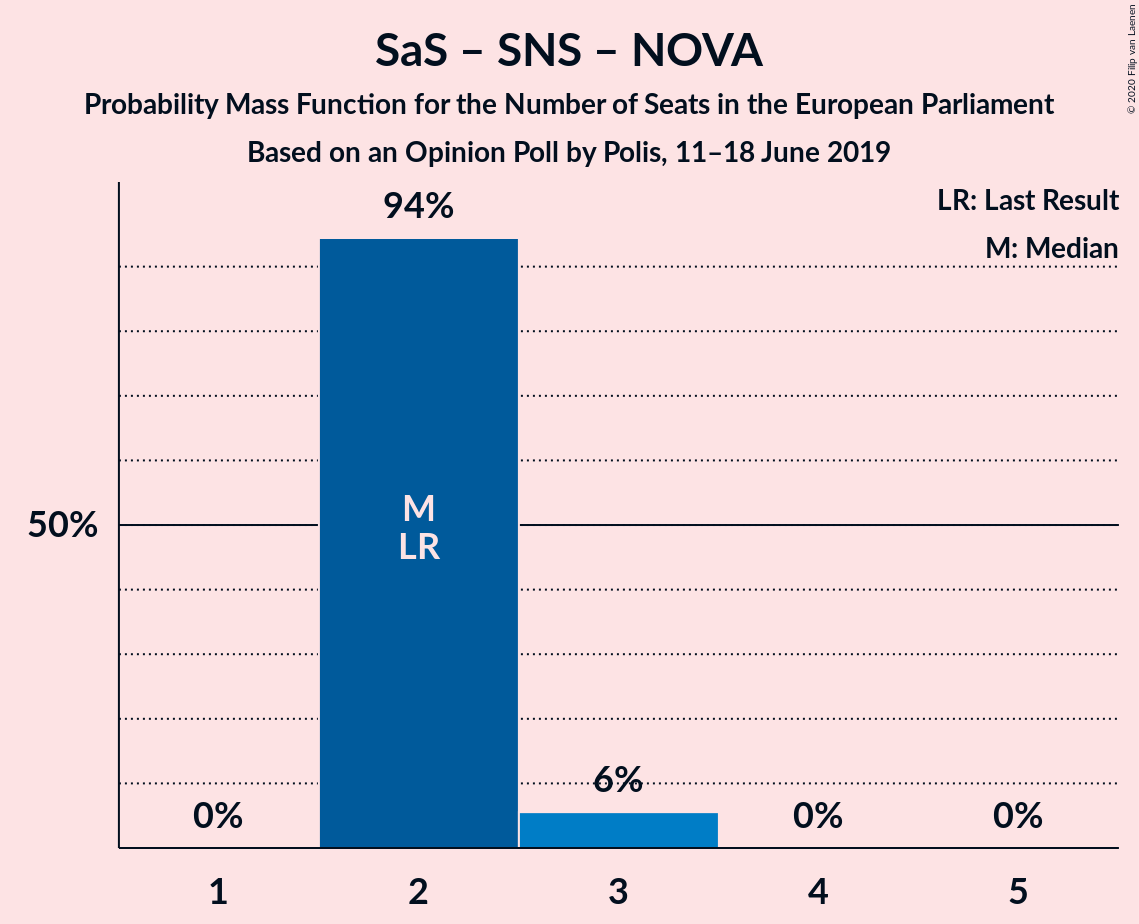 SaS – SNS – NOVA
Probability Mass Function for the Number of Seats in the European Parliament
Based on an Opinion Poll by Polis, 11–18 June 2019
© 2020 Filip van Laenen
LR: Last Result
M: Median
94%
50%
M
LR
6%
0%
0%
0%
1
2
3
4
5